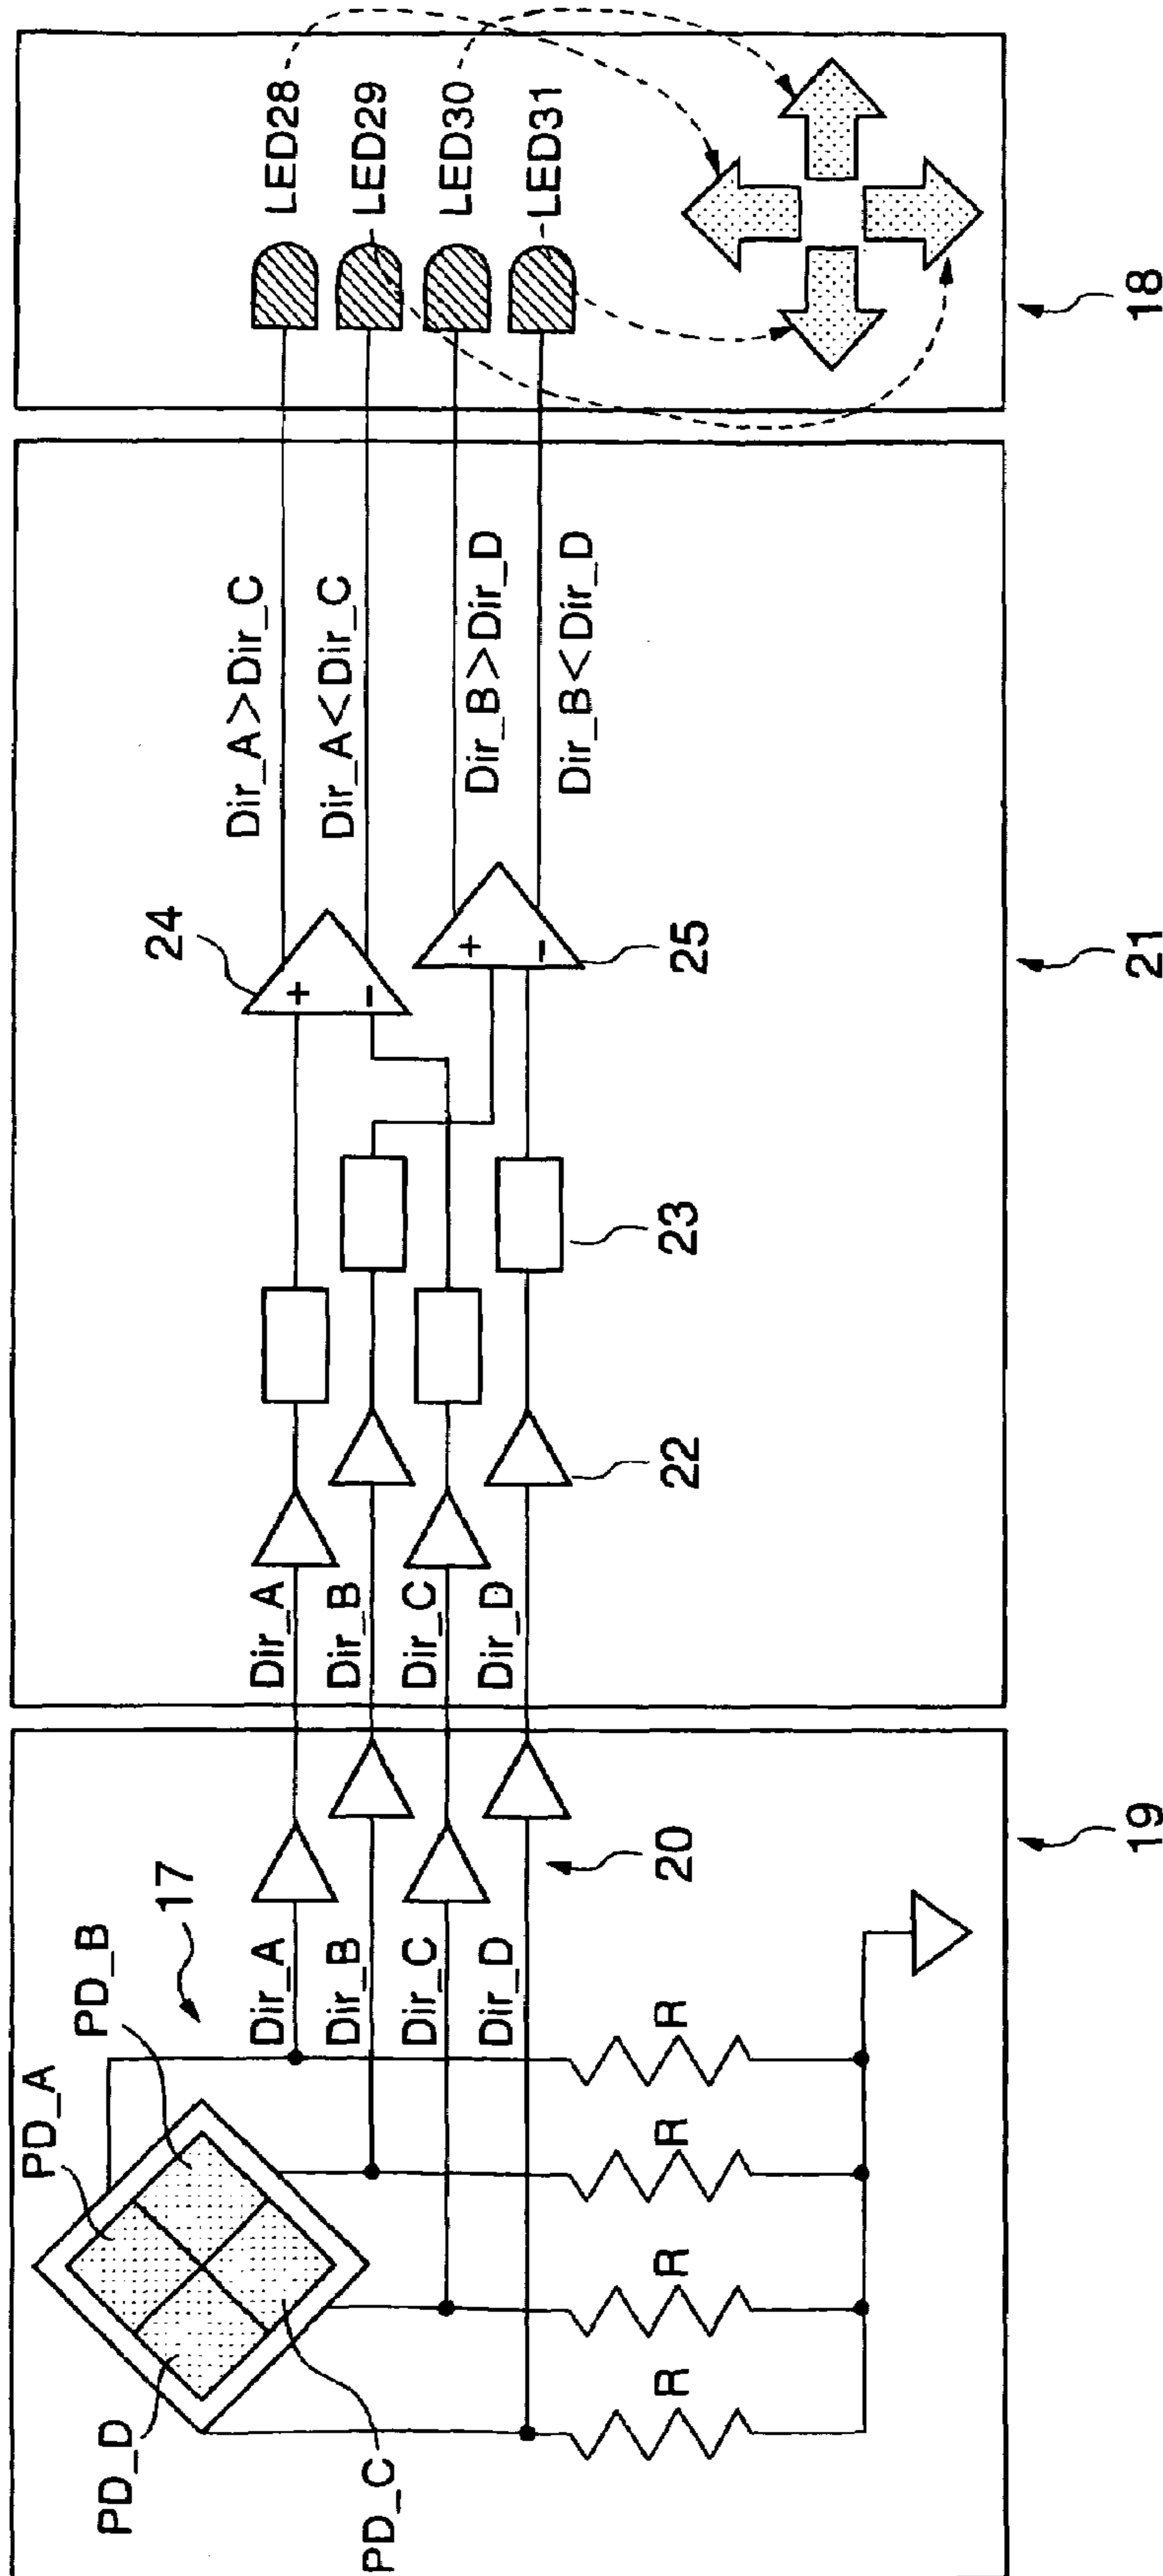 PD_A
PD_B
PD_D
PD_C
17
Dir_A
Dir_B
Dir_C
Dir_D
R
R
R
R
20
19
Dir_A
Dir_B
Dir_C
Dir_D
22
23
24
25
Dir_A>Dir_C
Dir_A<Dir_C
Dir_B>Dir_D
Dir_B<Dir_D
+
-
+
-
21
LED28
LED29
LED30
LED31
18